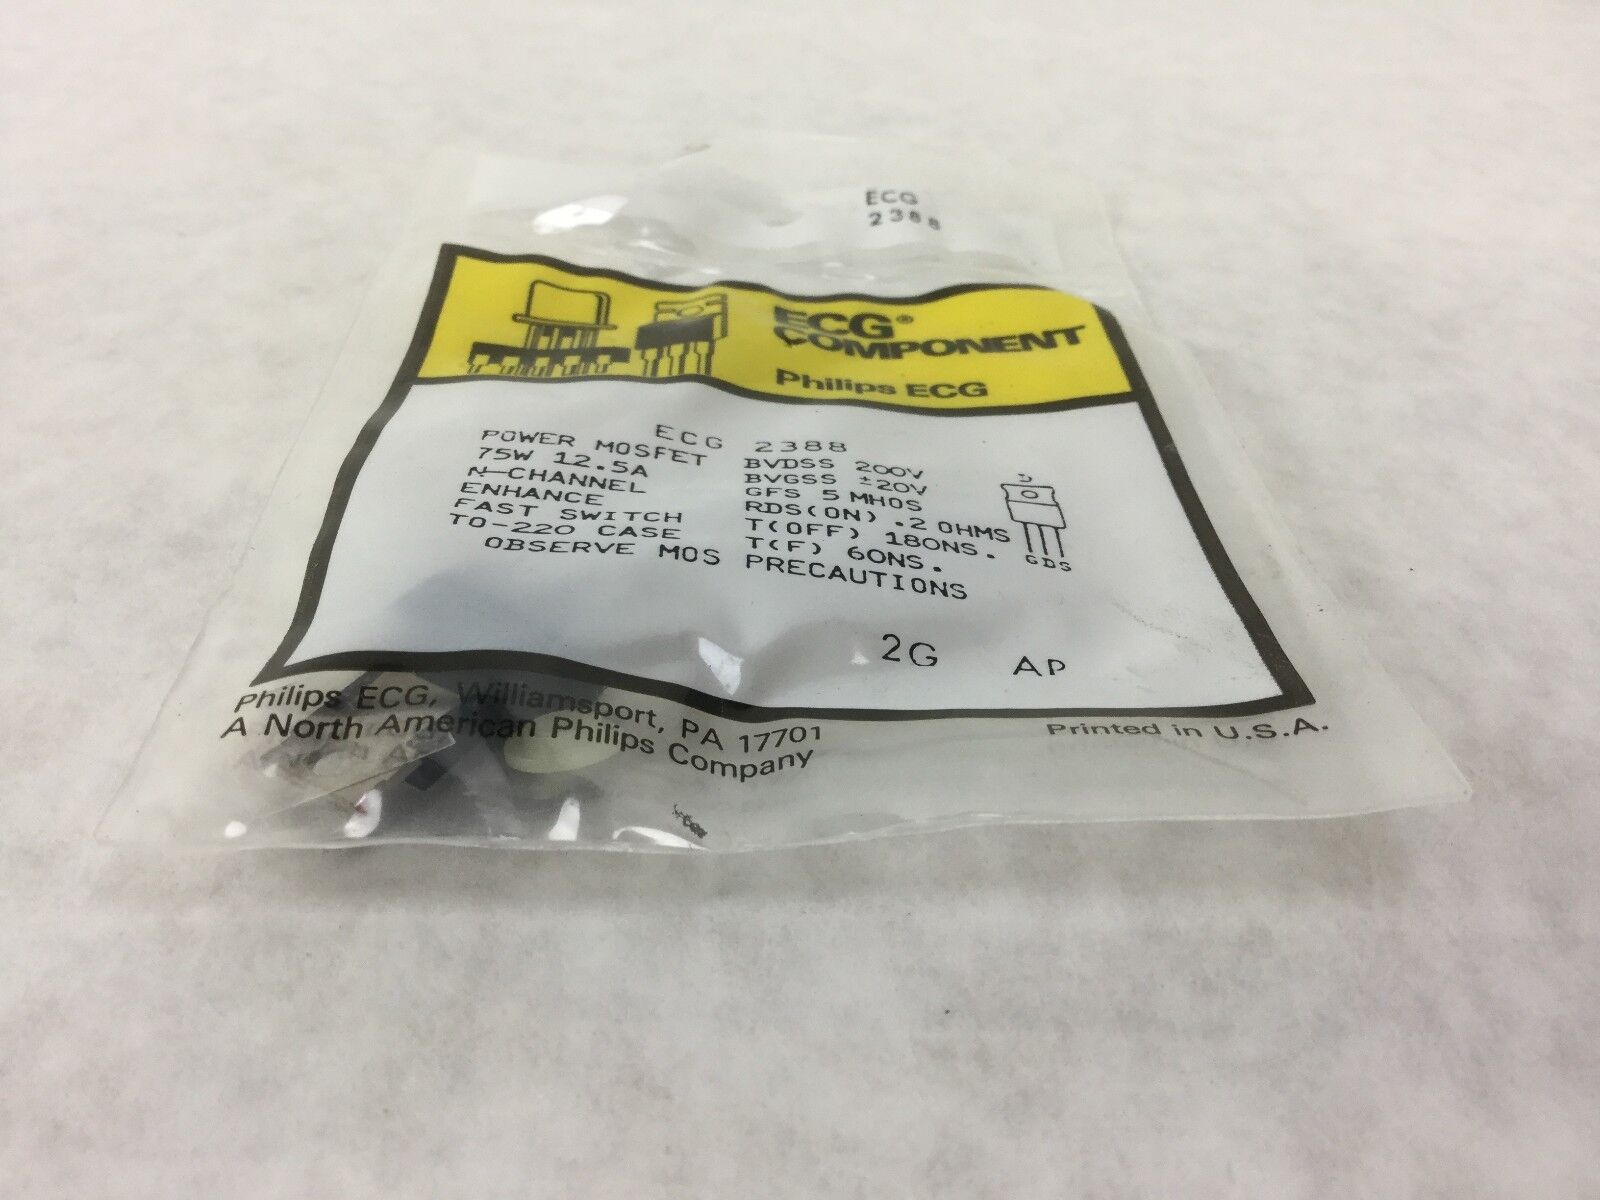 ECG
2388
ECG®
COMPONENT
Philips ECG
ECG 2388
POWER MOSFET BVDSS 200V
75W 12.5A BVGSS ±20V
N-CHANNEL GFS 5 MHOS
ENHANCE RDS(ON) .2 OHMS
FAST SWITCH T(OFF) 180NS.
TO-220 CASE T(F) 60NS.
OBSERVE MOS PRECAUTIONS
D
G D S
2G AP
Philips ECG, Williamsport, PA 17701
A North American Philips Company
Printed in U.S.A.